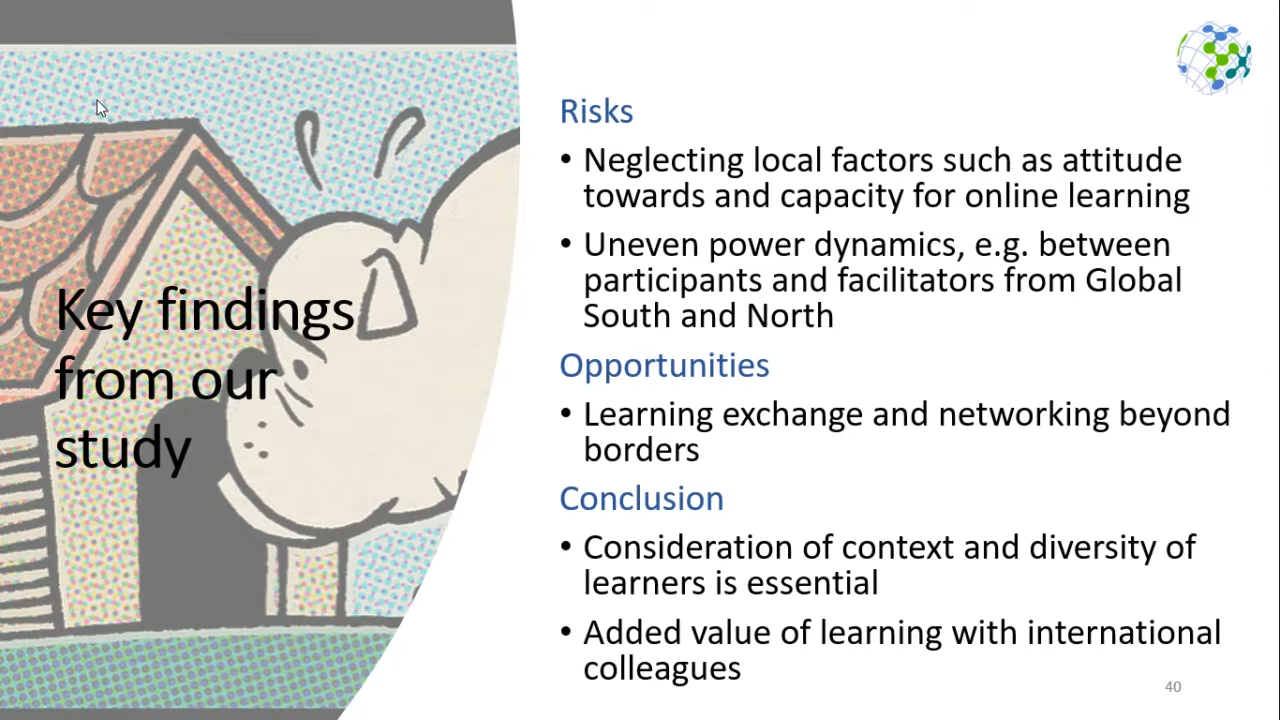 Key findings
from our
study
Risks
• Neglecting local factors such as attitude
towards and capacity for online learning
• Uneven power dynamics, e.g. between
participants and facilitators from Global
South and North
Opportunities
• Learning exchange and networking beyond
borders
Conclusion
• Consideration of context and diversity of
learners is essential
• Added value of learning with international
colleagues
40